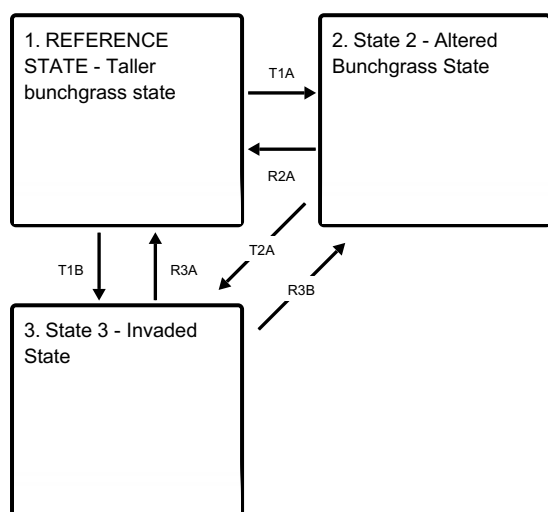 1. REFERENCE
STATE - Taller
bunchgrass state
2. State 2 - Altered
Bunchgrass State
T1A
R2A
T2A
T1B
R3A
R3B
3. State 3 - Invaded
State